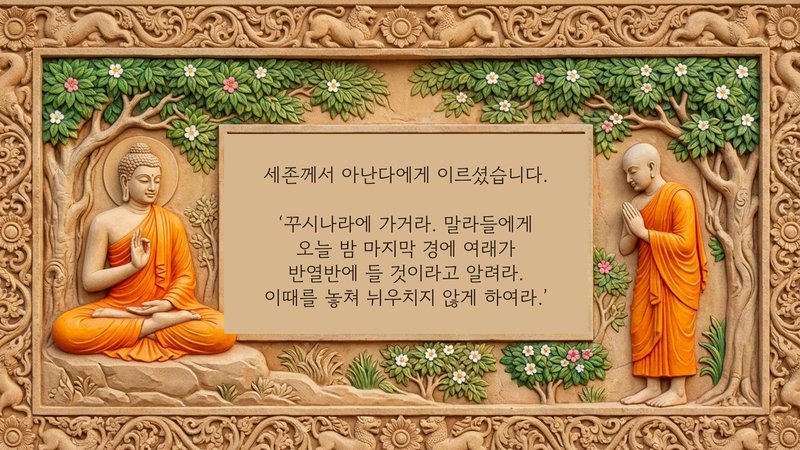 세존께서 아난다에게 이르셨습니다.
‘꾸시나라에 가거라. 말라들에게
오늘 밤 마지막 경에 여래가
반열반에 들 것이라고 알려라.
이때를 놓쳐 뉘우치지 않게 하여라.’